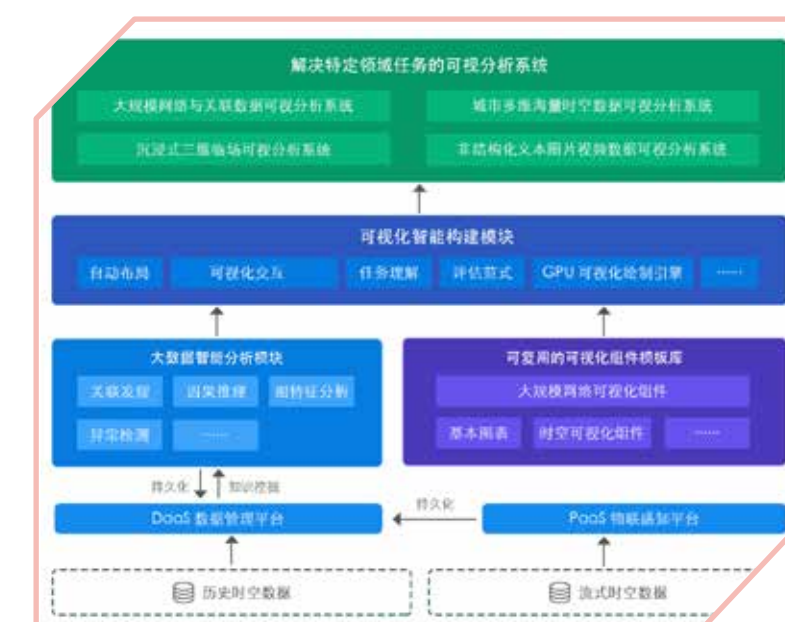 解决特定领域任务的可视分析系统
大规模网络与关联数据可视分析系统
城市多维海量时空数据可视分析系统
沉浸式三维临场可视分析系统
非结构化文本图片视频数据可视分析系统
可视化智能构建模块
自动布局
可视化交互
任务理解
评估范式
GPU 可视化绘制引擎
……
大数据智能分析模块
可复用的可视化组件模板库
关联发现
因果推理
图特征分析
大规模网络可视化组件
异常检测
……
基本图表
时空可视化组件
……
持久化
知识挖掘
持久化
DaaS 数据管理平台
PaaS 物联感知平台
历史时空数据
流式时空数据